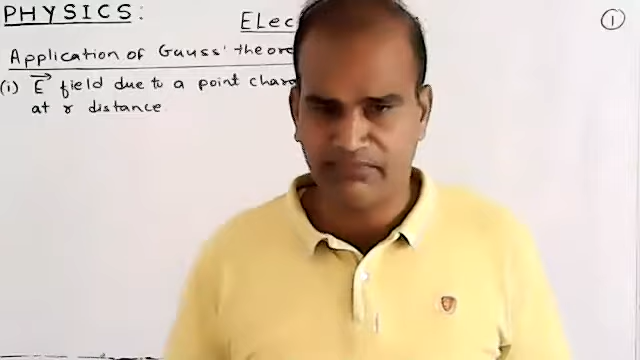 PHYSICS: Elec ①
Application of Gauss' theore
(i) E⃗ field due to a point charg
at r distance